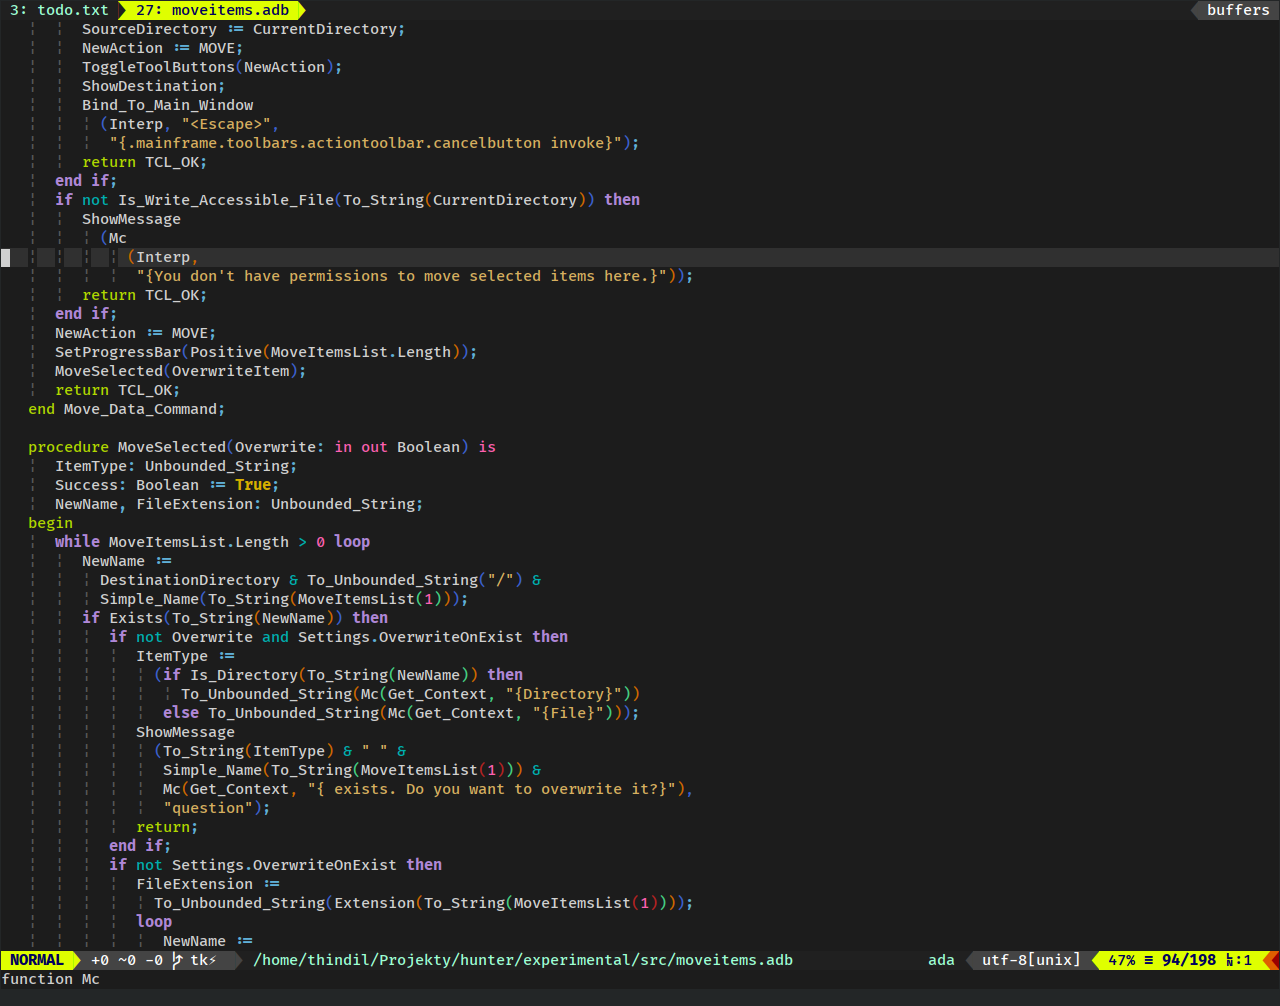 3: todo.txt 27: moveitems.adb buffers
SourceDirectory := CurrentDirectory;
NewAction := MOVE;
ToggleToolButtons(NewAction);
ShowDestination;
Bind_To_Main_Window
(Interp, "<Escape>",
"{.mainframe.toolbars.actiontoolbar.cancelbutton invoke}");
return TCL_OK;
end if;
if not Is_Write_Accessible_File(To_String(CurrentDirectory)) then
ShowMessage
(Mc
(Interp,
"{You don't have permissions to move selected items here.}"));
return TCL_OK;
end if;
NewAction := MOVE;
SetProgressBar(Positive(MoveItemsList.Length));
MoveSelected(OverwriteItem);
return TCL_OK;
end Move_Data_Command;
procedure MoveSelected(Overwrite: in out Boolean) is
ItemType: Unbounded_String;
Success: Boolean := True;
NewName, FileExtension: Unbounded_String;
begin
while MoveItemsList.Length > 0 loop
NewName :=
DestinationDirectory & To_Unbounded_String("/") &
Simple_Name(To_String(MoveItemsList(1)));
if Exists(To_String(NewName)) then
if not Overwrite and Settings.OverwriteOnExist then
ItemType :=
(if Is_Directory(To_String(NewName)) then
To_Unbounded_String(Mc(Get_Context, "{Directory}"))
else To_Unbounded_String(Mc(Get_Context, "{File}")));
ShowMessage
(To_String(ItemType) & " " &
Simple_Name(To_String(MoveItemsList(1))) &
Mc(Get_Context, "{ exists. Do you want to overwrite it?}"),
"question");
return;
end if;
if not Settings.OverwriteOnExist then
FileExtension :=
To_Unbounded_String(Extension(To_String(MoveItemsList(1))));
loop
NewName :=
NORMAL +0 ~0 -0 tk⚡ /home/thindil/Projekty/hunter/experimental/src/moveitems.adb ada utf-8[unix] 47% ≡ 94/198 ㏑:1
function Mc